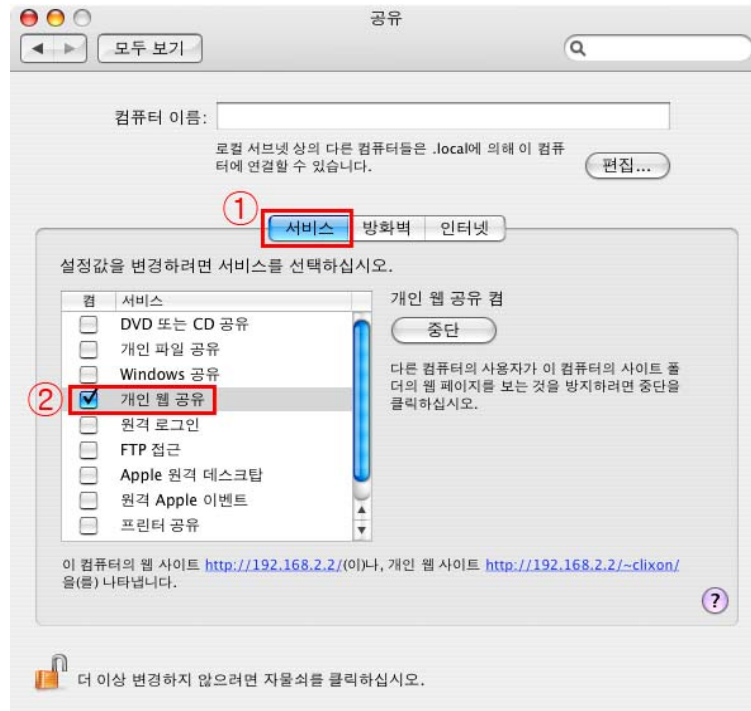 공유
모두 보기
컴퓨터 이름:
로컬 서브넷 상의 다른 컴퓨터들은 .local에 의해 이 컴퓨
터에 연결할 수 있습니다.
편집...
①
서비스 방화벽 인터넷
설정값을 변경하려면 서비스를 선택하십시오.
켬 서비스
DVD 또는 CD 공유
개인 파일 공유
Windows 공유
② 개인 웹 공유
원격 로그인
FTP 접근
Apple 원격 데스크탑
원격 Apple 이벤트
프린터 공유
개인 웹 공유 켬
중단
다른 컴퓨터의 사용자가 이 컴퓨터의 사이트 폴
더의 웹 페이지를 보는 것을 방지하려면 중단을
클릭하십시오.
이 컴퓨터의 웹 사이트 http://192.168.2.2/(이)나, 개인 웹 사이트 http://192.168.2.2/~clixon/
을(를) 나타냅니다.
?
더 이상 변경하지 않으려면 자물쇠를 클릭하십시오.